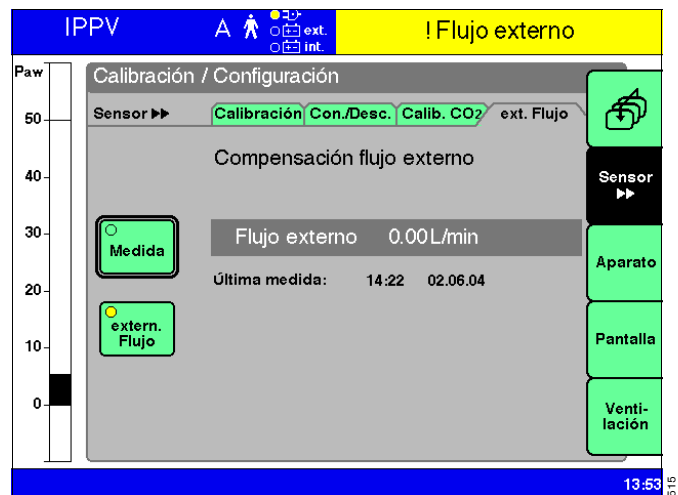 IPPV A ext. int. ! Flujo externo
Paw
Calibración / Configuración
Sensor Calibración Con./Desc. Calib. CO2 ext. Flujo
50
Compensación flujo externo
40
Sensor
30
Medida
Flujo externo 0.00 L/min
Aparato
Última medida: 14:22 02.06.04
20
extern.
Flujo
10
Pantalla
0
Venti-
lación
13:53
515